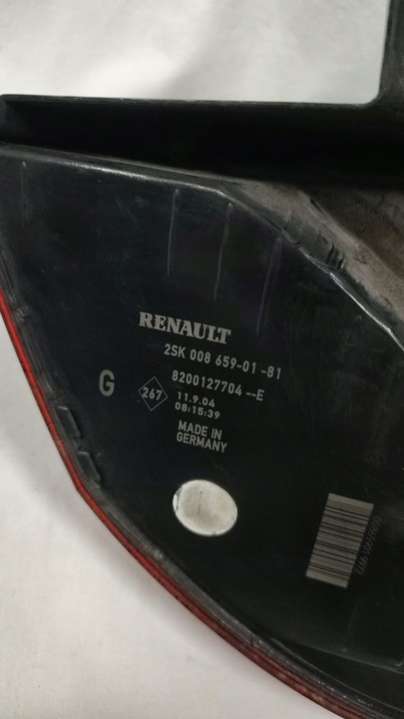 RENAULT
2SK 008 659-01 -81
8200127704 --E
G 267 11.9.04
08:15:39
MADE IN
GERMANY